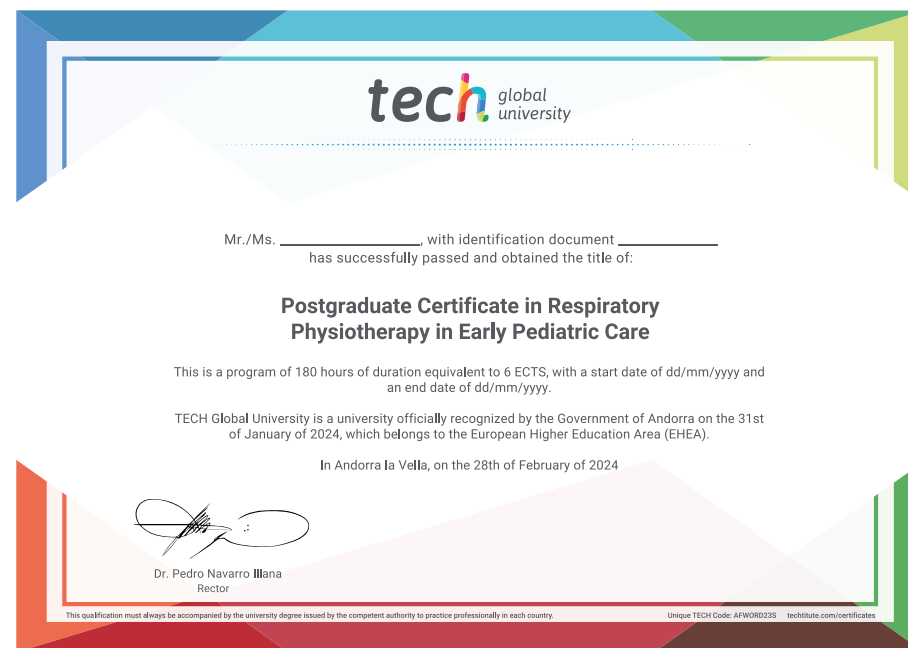 tech global
university
Mr./Ms. ____________________, with identification document ______________
has successfully passed and obtained the title of:
Postgraduate Certificate in Respiratory
Physiotherapy in Early Pediatric Care
This is a program of 180 hours of duration equivalent to 6 ECTS, with a start date of dd/mm/yyyy and
an end date of dd/mm/yyyy.
TECH Global University is a university officially recognized by the Government of Andorra on the 31st
of January of 2024, which belongs to the European Higher Education Area (EHEA).
In Andorra la Vella, on the 28th of February of 2024
Dr. Pedro Navarro Illana
Rector
This qualification must always be accompanied by the university degree issued by the competent authority to practice professionally in each country. Unique TECH Code: AFWORD23S techtitute.com/certificates